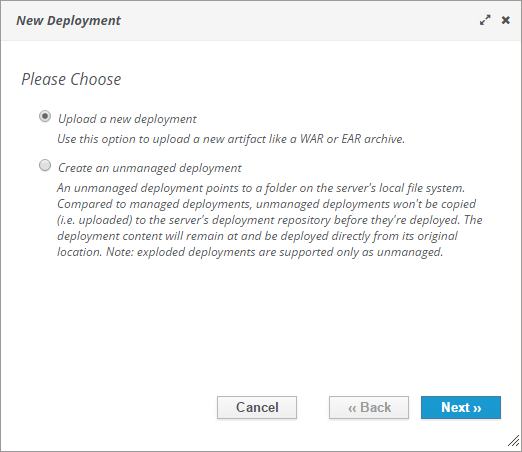 New Deployment
Please Choose
Upload a new deployment
Use this option to upload a new artifact like a WAR or EAR archive.
Create an unmanaged deployment
An unmanaged deployment points to a folder on the server's local file system.
Compared to managed deployments, unmanaged deployments won't be copied
(i.e. uploaded) to the server's deployment repository before they're deployed. The
deployment content will remain at and be deployed directly from its original
location. Note: exploded deployments are supported only as unmanaged.
Cancel
‹‹ Back
Next ››